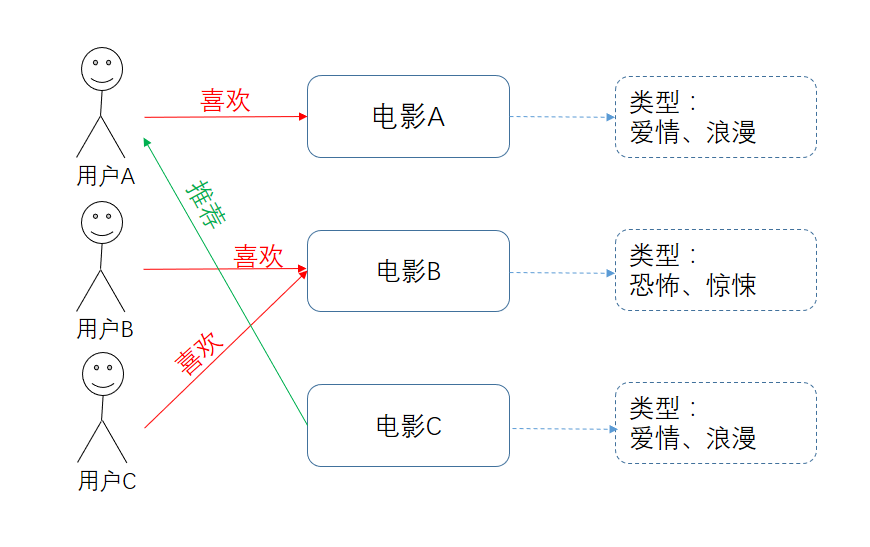 喜欢
电影A
类型：
爱情、浪漫
用户A
推荐
喜欢
电影B
类型：
恐怖、惊悚
用户B
喜欢
电影C
类型：
爱情、浪漫
用户C